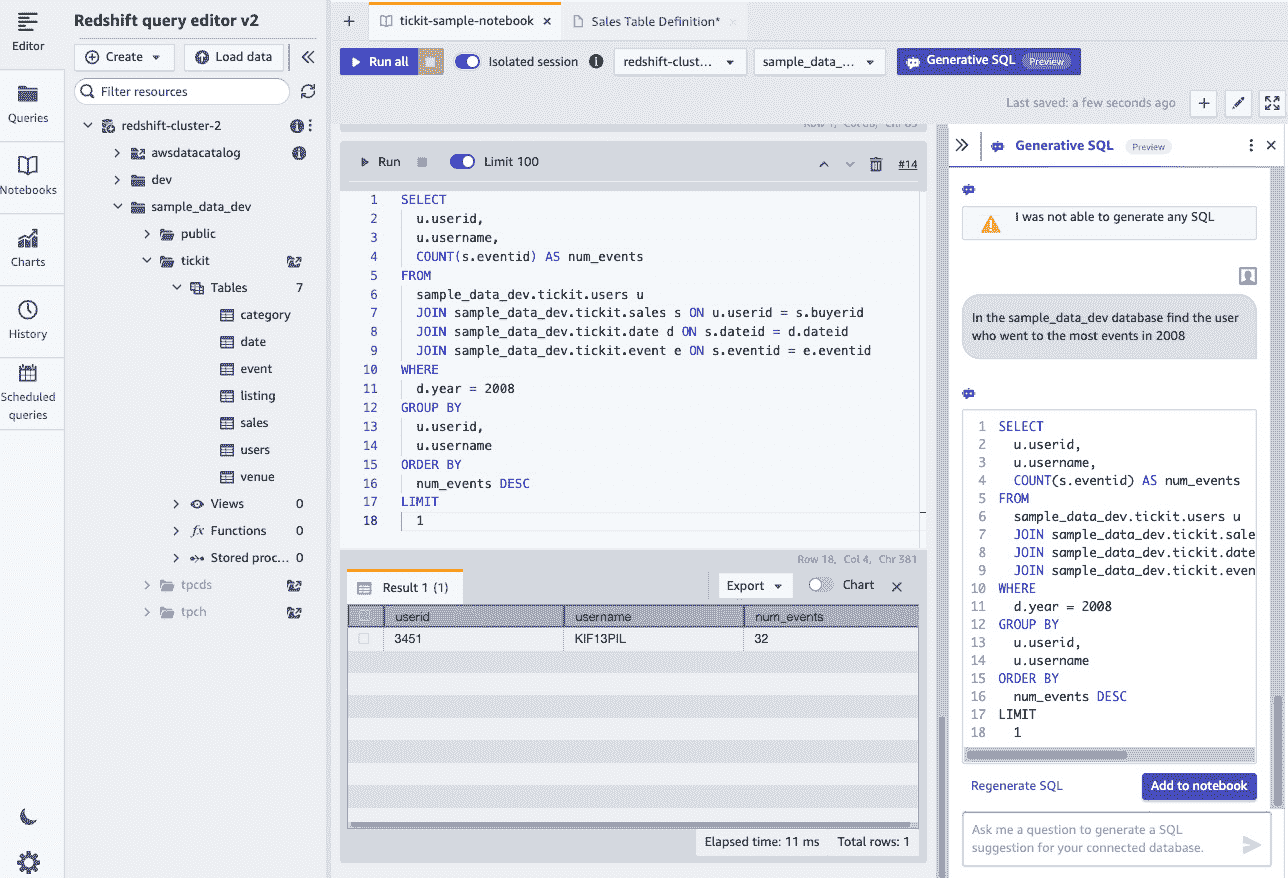 Redshift query editor v2
Editor
Queries
Notebooks
Charts
History
Scheduled
queries
Create
Load data
Filter resources
redshift-cluster-2
awsdatacatalog
dev
sample_data_dev
public
tickit
Tables 7
category
date
event
listing
sales
users
venue
Views 0
fx Functions 0
Stored proc... 0
tpcds
tpch
+ tickit-sample-notebook × Sales Table Definition* ×
Run all Isolated session redshift-clust... sample_data_... Generative SQL Preview
Last saved: a few seconds ago
Run Limit 100 #14
1 SELECT
2 u.userid,
3 u.username,
4 COUNT(s.eventid) AS num_events
5 FROM
6 sample_data_dev.tickit.users u
7 JOIN sample_data_dev.tickit.sales s ON u.userid = s.buyerid
8 JOIN sample_data_dev.tickit.date d ON s.dateid = d.dateid
9 JOIN sample_data_dev.tickit.event e ON s.eventid = e.eventid
10 WHERE
11 d.year = 2008
12 GROUP BY
13 u.userid,
14 u.username
15 ORDER BY
16 num_events DESC
17 LIMIT
18 1
Row 18, Col 4, Chr 381
Result 1 (1) Export Chart
userid username num_events
3451 KIF13PIL 32
Elapsed time: 11 ms Total rows: 1
Generative SQL Preview
I was not able to generate any SQL
In the sample_data_dev database find the user
who went to the most events in 2008
1 SELECT
2 u.userid,
3 u.username,
4 COUNT(s.eventid) AS num_events
5 FROM
6 sample_data_dev.tickit.users u
7 JOIN sample_data_dev.tickit.sale
8 JOIN sample_data_dev.tickit.date
9 JOIN sample_data_dev.tickit.even
10 WHERE
11 d.year = 2008
12 GROUP BY
13 u.userid,
14 u.username
15 ORDER BY
16 num_events DESC
17 LIMIT
18 1
Regenerate SQL Add to notebook
Ask me a question to generate a SQL
suggestion for your connected database.